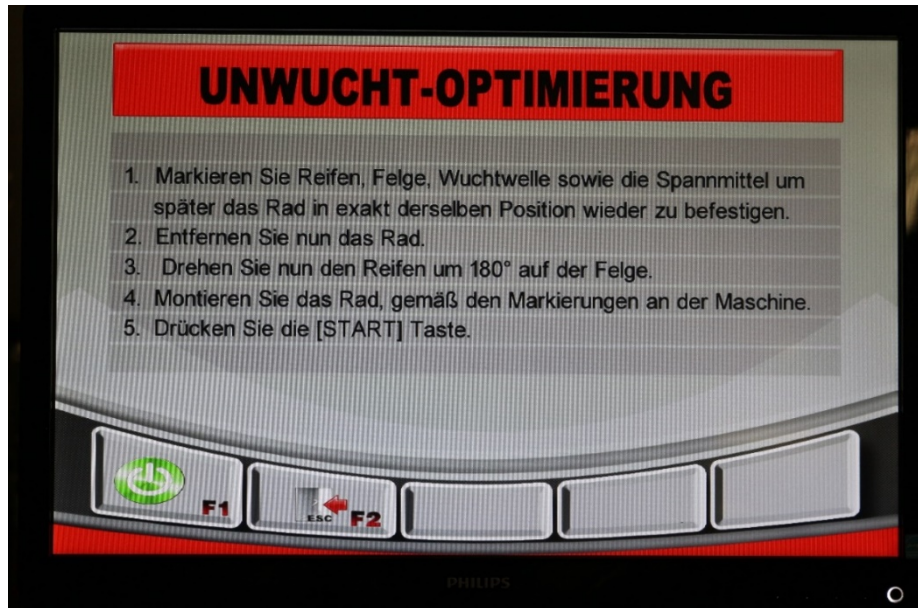 UNWUCHT-OPTIMIERUNG
1. Markieren Sie Reifen, Felge, Wuchtwelle sowie die Spannmittel um
später das Rad in exakt derselben Position wieder zu befestigen.
2. Entfernen Sie nun das Rad.
3. Drehen Sie nun den Reifen um 180° auf der Felge.
4. Montieren Sie das Rad, gemäß den Markierungen an der Maschine.
5. Drücken Sie die [START] Taste.
F1
ESC F2
PHILIPS